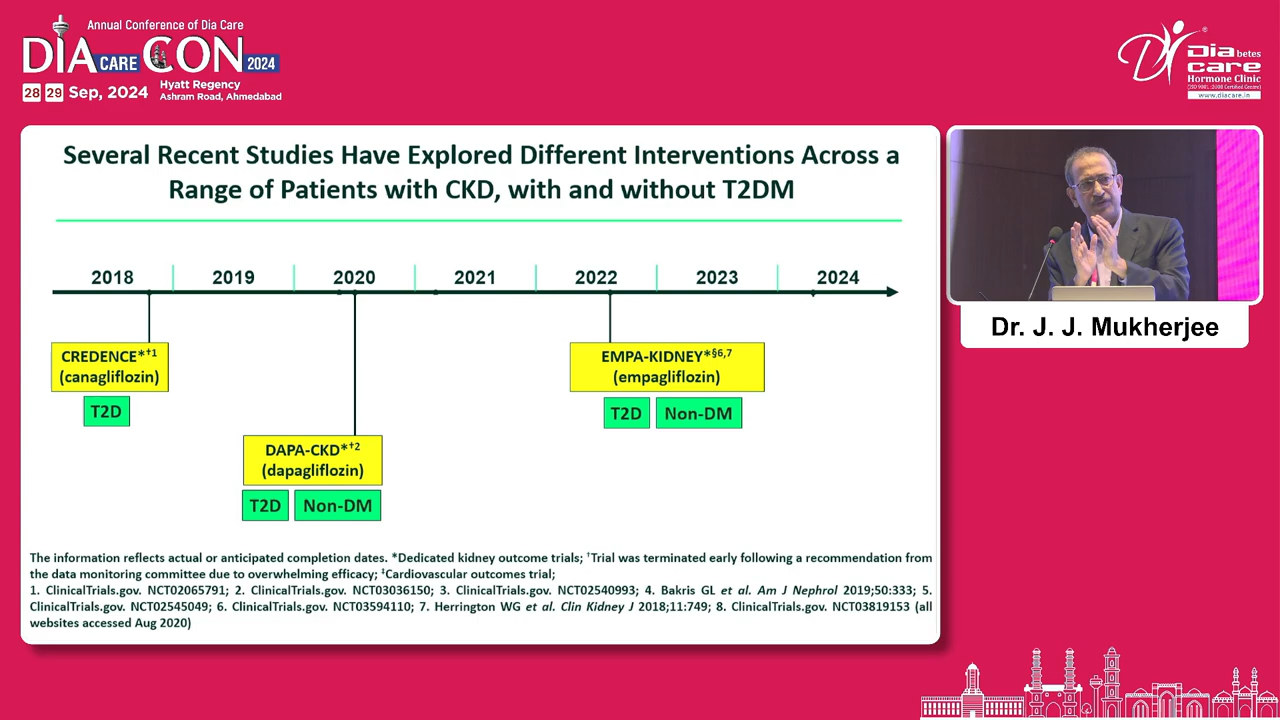 Annual Conference of Dia Care
DIA CARE CON 2024
28 29 Sep, 2024
Hyatt Regency
Ashram Road, Ahmedabad
Dia betes
care
Hormone Clinic
(ISO 9001:2008 Certified Centre)
www.diacare.in
Several Recent Studies Have Explored Different Interventions Across a
Range of Patients with CKD, with and without T2DM
2018 2019 2020 2021 2022 2023 2024
CREDENCE*†1
(canagliflozin)
T2D
EMPA-KIDNEY*§6,7
(empagliflozin)
T2D Non-DM
DAPA-CKD*†2
(dapagliflozin)
T2D Non-DM
The information reflects actual or anticipated completion dates. *Dedicated kidney outcome trials; †Trial was terminated early following a recommendation from
the data monitoring committee due to overwhelming efficacy; ‡Cardiovascular outcomes trial;
1. ClinicalTrials.gov. NCT02065791; 2. ClinicalTrials.gov. NCT03036150; 3. ClinicalTrials.gov. NCT02540993; 4. Bakris GL et al. Am J Nephrol 2019;50:333; 5.
ClinicalTrials.gov. NCT02545049; 6. ClinicalTrials.gov. NCT03594110; 7. Herrington WG et al. Clin Kidney J 2018;11:749; 8. ClinicalTrials.gov. NCT03819153 (all
websites accessed Aug 2020)
Dr. J. J. Mukherjee